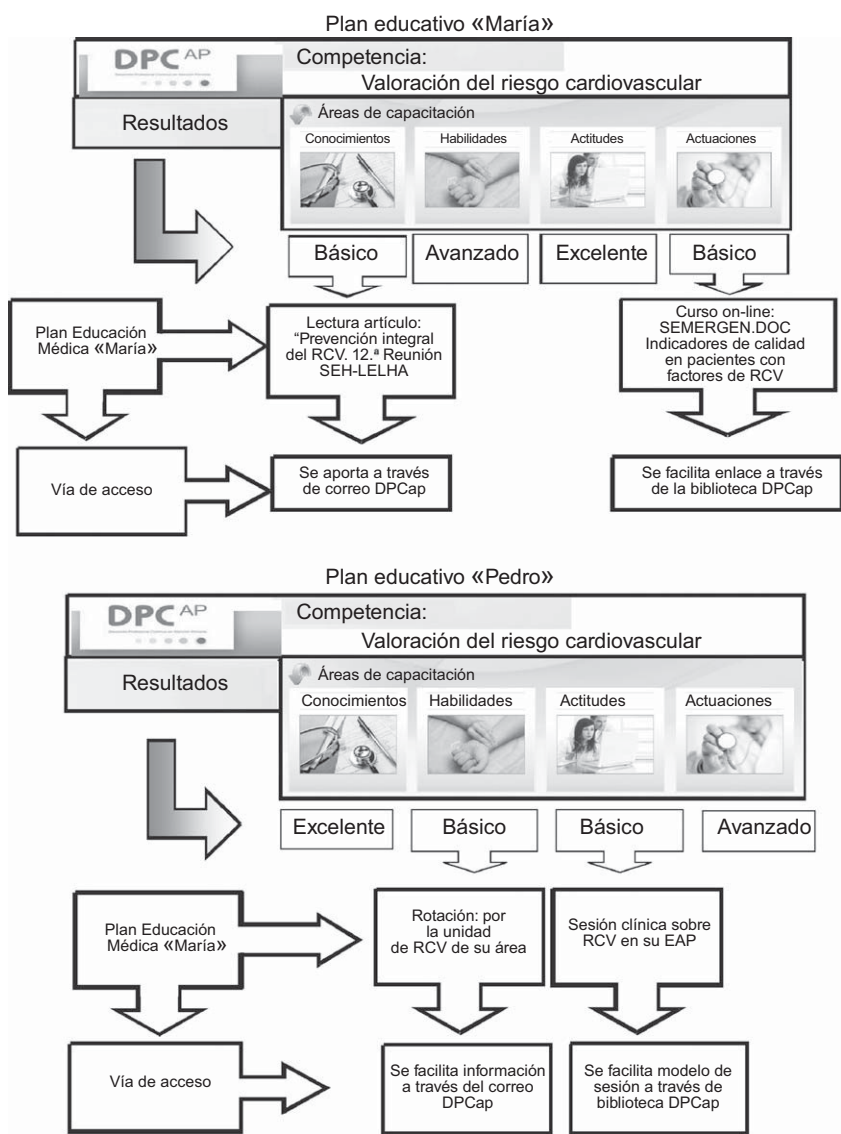 Plan educativo «María»
DPC AP
Competencia:
Valoración del riesgo cardiovascular
Resultados
Áreas de capacitación
Conocimientos
Habilidades
Actitudes
Actuaciones
Básico
Avanzado
Excelente
Básico
Plan Educación
Médica «María»
Lectura artículo:
“Prevención integral
del RCV. 12.ª Reunión
SEH-LELHA
Curso on-line:
SEMERGEN.DOC
Indicadores de calidad
en pacientes con
factores de RCV
Vía de acceso
Se aporta a través
de correo DPCap
Se facilita enlace a través
de la biblioteca DPCap
Plan educativo «Pedro»
DPC AP
Competencia:
Valoración del riesgo cardiovascular
Resultados
Áreas de capacitación
Conocimientos
Habilidades
Actitudes
Actuaciones
Excelente
Básico
Básico
Avanzado
Plan Educación
Médica «María»
Rotación: por
la unidad
de RCV de su área
Sesión clínica sobre
RCV en su EAP
Vía de acceso
Se facilita información
a través del correo
DPCap
Se facilita modelo de
sesión a través de
biblioteca DPCap